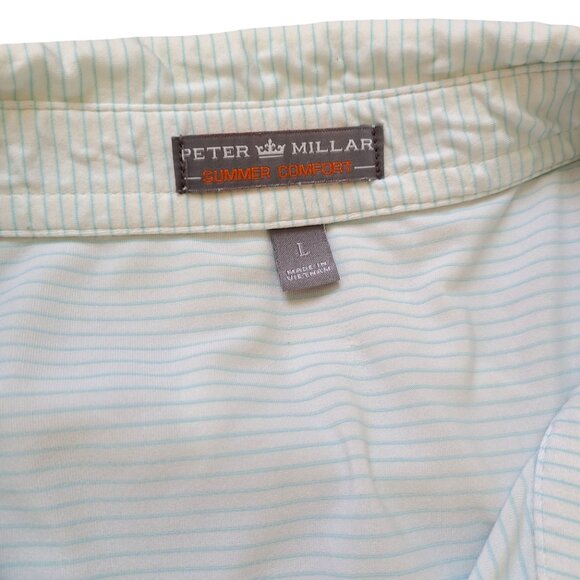 PETER MILLAR
SUMMER COMFORT
L
MADE IN
VIETNAM